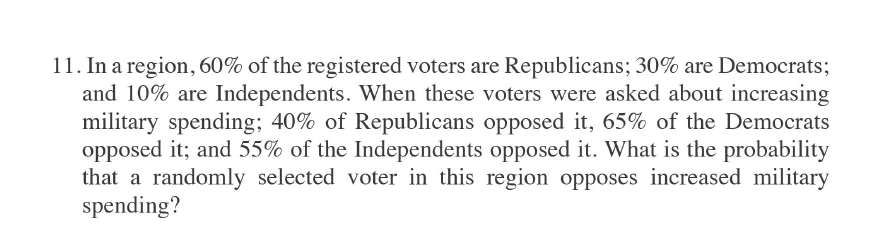 11. In a region, 60% of the registered voters are Republicans; 30% are Democrats;
and 10% are Independents. When these voters were asked about increasing
military spending; 40% of Republicans opposed it, 65% of the Democrats
opposed it; and 55% of the Independents opposed it. What is the probability
that a randomly selected voter in this region opposes increased military
spending?